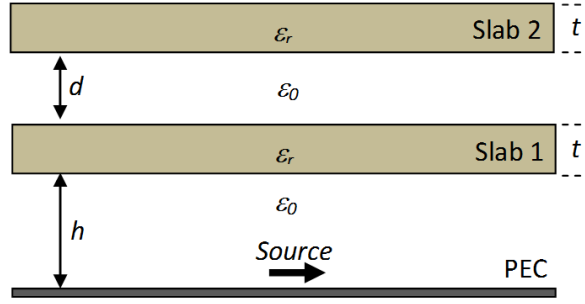 εr Slab 2 t
d ε0
εr Slab 1 t
ε0
h
Source
PEC